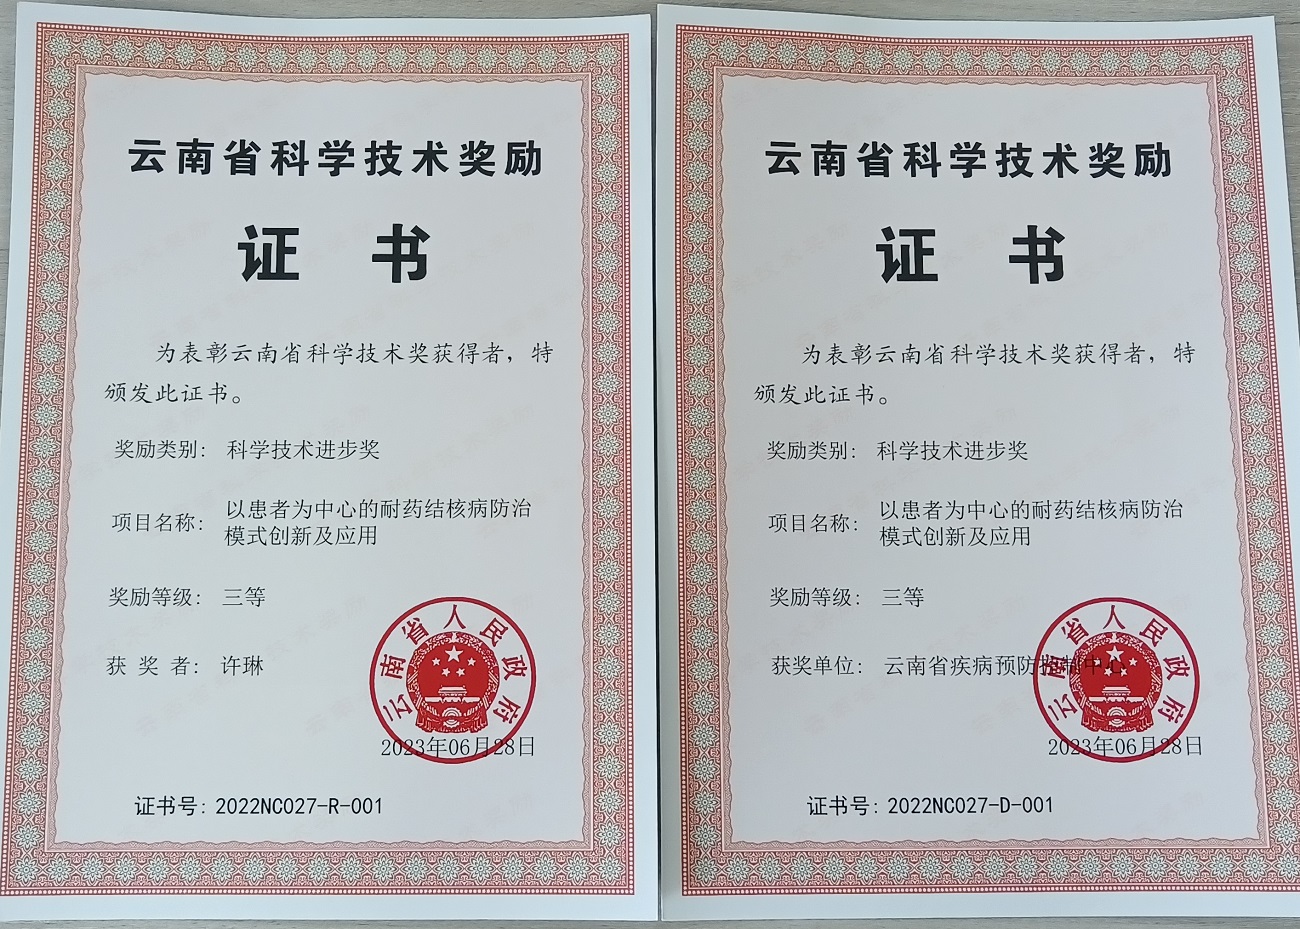 云南省科学技术奖励
证 书
为表彰云南省科学技术奖获得者，特
颁发此证书。
奖励类别： 科学技术进步奖
项目名称： 以患者为中心的耐药结核病防治
模式创新及应用
奖励等级： 三等
获 奖 者： 许琳
云南省人民政府
2023年06月28日
证书号：2022NC027-R-001
云南省科学技术奖励
证 书
为表彰云南省科学技术奖获得者，特
颁发此证书。
奖励类别： 科学技术进步奖
项目名称： 以患者为中心的耐药结核病防治
模式创新及应用
奖励等级： 三等
获奖单位： 云南省疾病预防控制中心
云南省人民政府
2023年06月28日
证书号：2022NC027-D-001